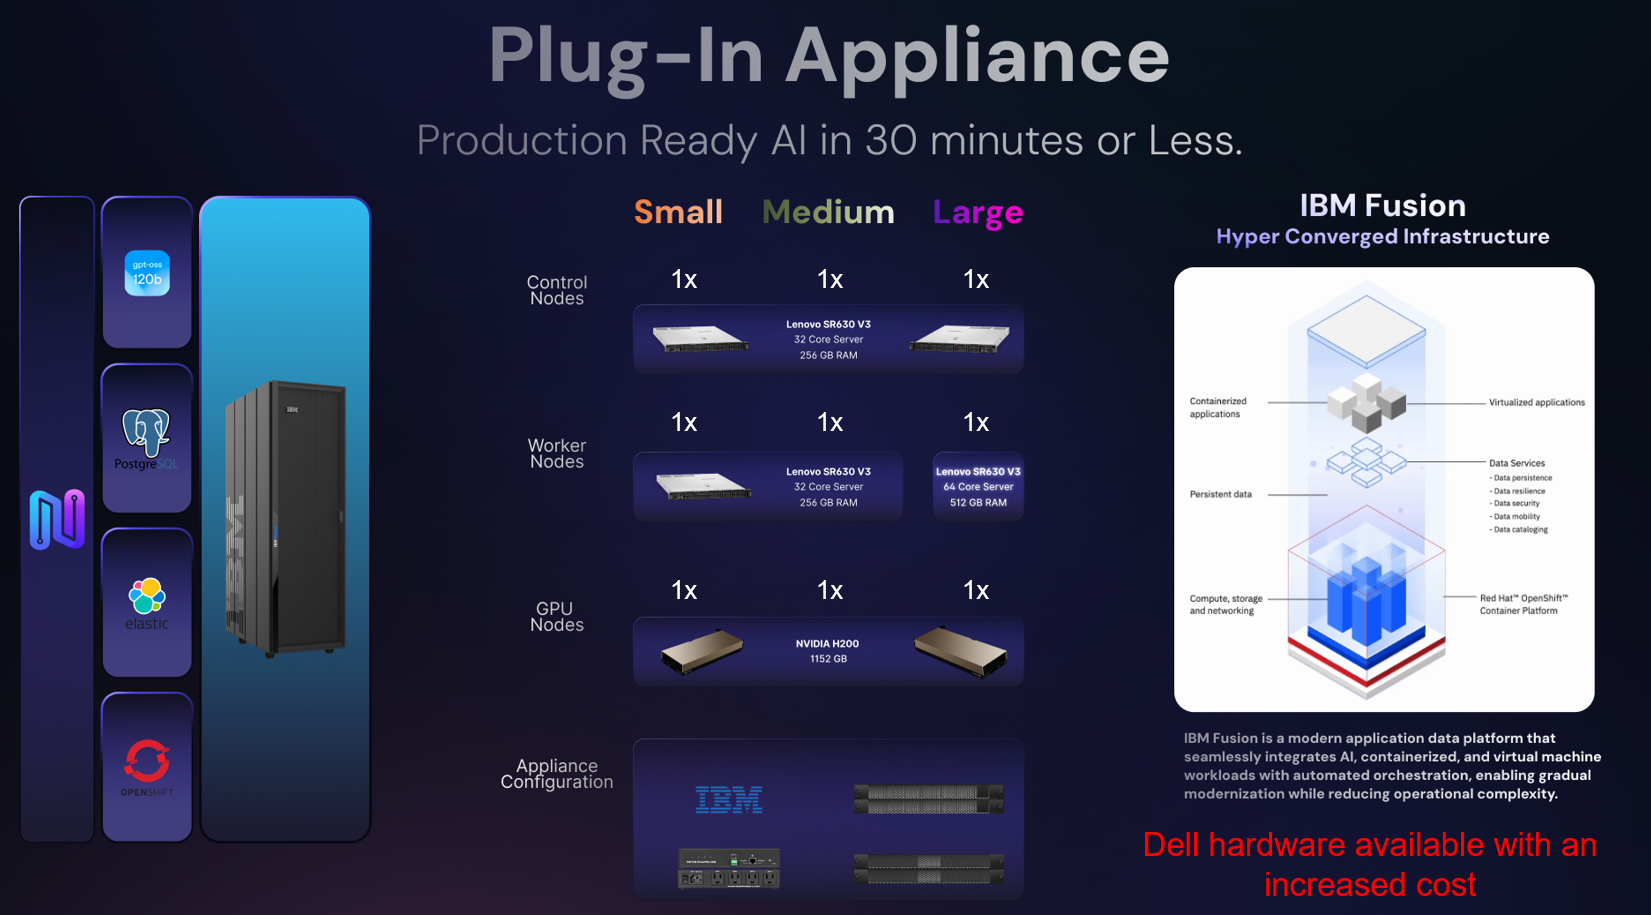 Plug-In Appliance
Production Ready AI in 30 minutes or Less.
gpt-oss
120b
PostgreSQL
elastic
OPENSHIFT
IBM
IBM
Small Medium Large
Control
Nodes
1x 1x 1x
Lenovo SR630 V3
32 Core Server
256 GB RAM
Worker
Nodes
1x 1x 1x
Lenovo SR630 V3
32 Core Server
256 GB RAM
Lenovo SR630 V3
64 Core Server
512 GB RAM
GPU
Nodes
1x 1x 1x
NVIDIA H200
1152 GB
Appliance
Configuration
IBM
IBM Fusion
Hyper Converged Infrastructure
Containerized
applications
Virtualized applications
Data Services
- Data persistence
- Data resilience
- Data security
- Data mobility
- Data cataloging
Persistent data
Compute, storage
and networking
Red Hat™ OpenShift™
Container Platform
IBM Fusion is a modern application data platform that
seamlessly integrates AI, containerized, and virtual machine
workloads with automated orchestration, enabling gradual
modernization while reducing operational complexity.
Dell hardware available with an
increased cost